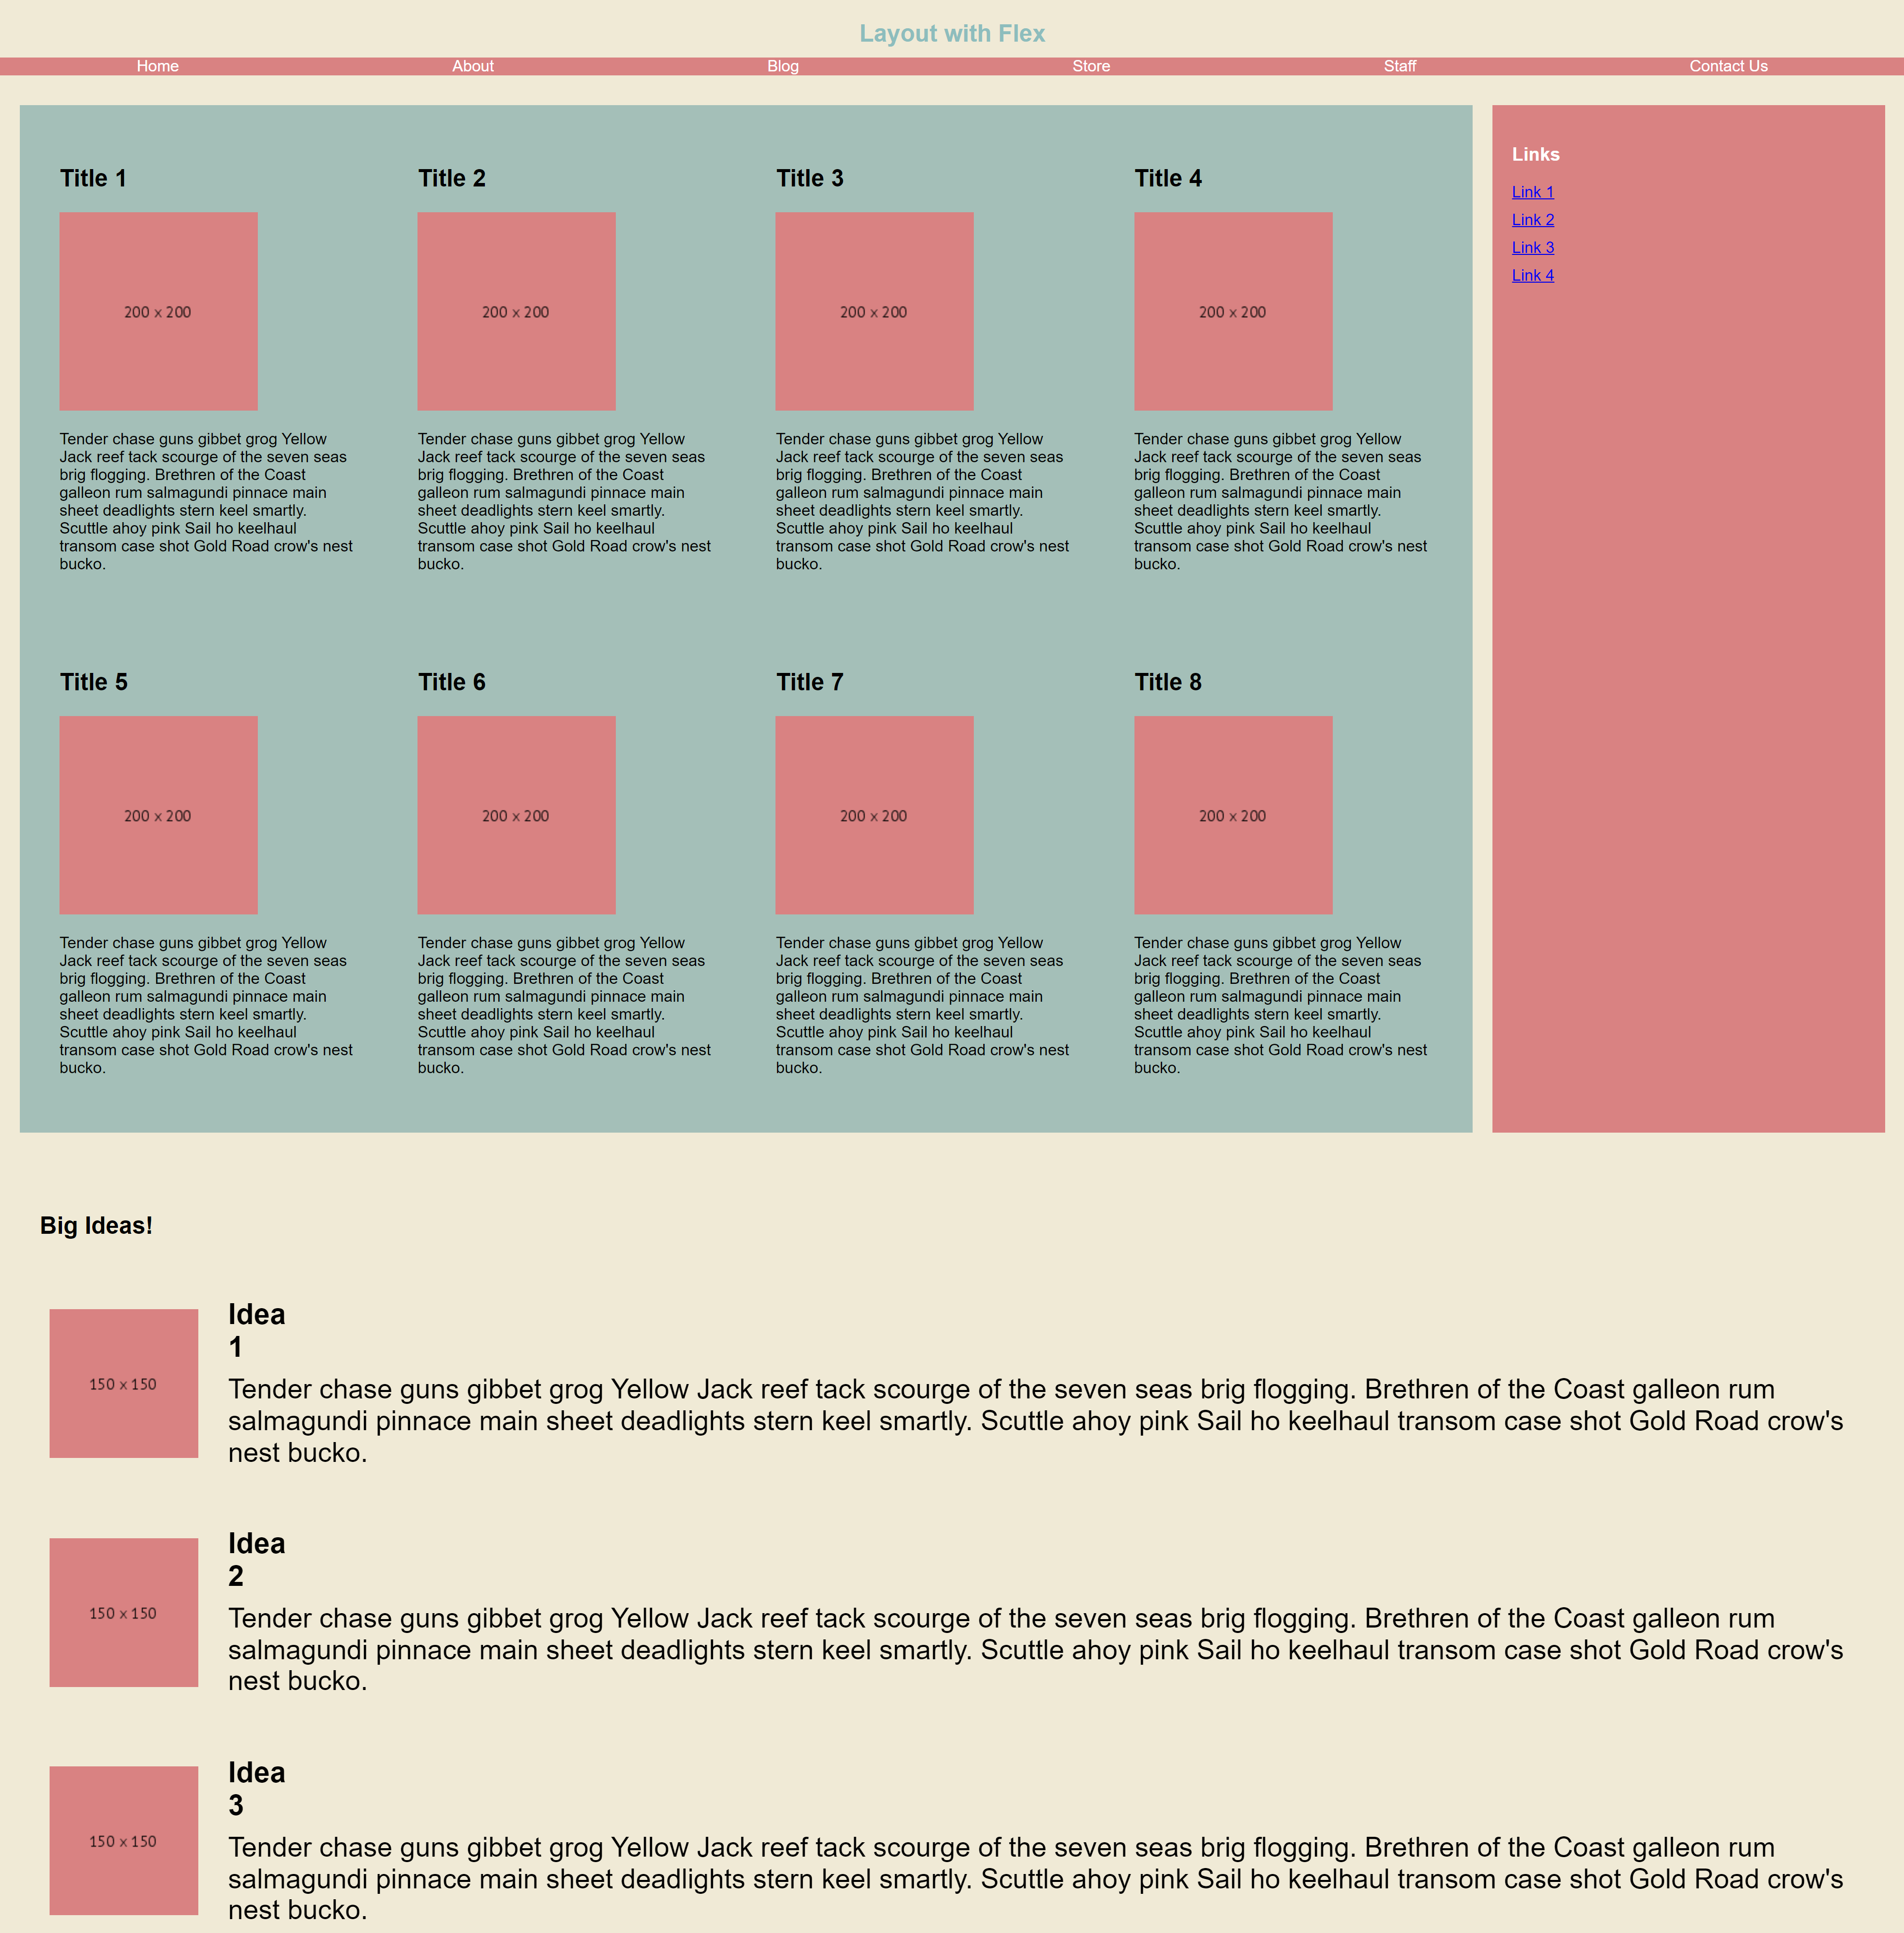 Layout with Flex
Home About Blog Store Staff Contact Us
Title 1
200 x 200
Tender chase guns gibbet grog Yellow
Jack reef tack scourge of the seven seas
brig flogging. Brethren of the Coast
galleon rum salmagundi pinnace main
sheet deadlights stern keel smartly.
Scuttle ahoy pink Sail ho keelhaul
transom case shot Gold Road crow's nest
bucko.
Title 2
200 x 200
Tender chase guns gibbet grog Yellow
Jack reef tack scourge of the seven seas
brig flogging. Brethren of the Coast
galleon rum salmagundi pinnace main
sheet deadlights stern keel smartly.
Scuttle ahoy pink Sail ho keelhaul
transom case shot Gold Road crow's nest
bucko.
Title 3
200 x 200
Tender chase guns gibbet grog Yellow
Jack reef tack scourge of the seven seas
brig flogging. Brethren of the Coast
galleon rum salmagundi pinnace main
sheet deadlights stern keel smartly.
Scuttle ahoy pink Sail ho keelhaul
transom case shot Gold Road crow's nest
bucko.
Title 4
200 x 200
Tender chase guns gibbet grog Yellow
Jack reef tack scourge of the seven seas
brig flogging. Brethren of the Coast
galleon rum salmagundi pinnace main
sheet deadlights stern keel smartly.
Scuttle ahoy pink Sail ho keelhaul
transom case shot Gold Road crow's nest
bucko.
Title 5
200 x 200
Tender chase guns gibbet grog Yellow
Jack reef tack scourge of the seven seas
brig flogging. Brethren of the Coast
galleon rum salmagundi pinnace main
sheet deadlights stern keel smartly.
Scuttle ahoy pink Sail ho keelhaul
transom case shot Gold Road crow's nest
bucko.
Title 6
200 x 200
Tender chase guns gibbet grog Yellow
Jack reef tack scourge of the seven seas
brig flogging. Brethren of the Coast
galleon rum salmagundi pinnace main
sheet deadlights stern keel smartly.
Scuttle ahoy pink Sail ho keelhaul
transom case shot Gold Road crow's nest
bucko.
Title 7
200 x 200
Tender chase guns gibbet grog Yellow
Jack reef tack scourge of the seven seas
brig flogging. Brethren of the Coast
galleon rum salmagundi pinnace main
sheet deadlights stern keel smartly.
Scuttle ahoy pink Sail ho keelhaul
transom case shot Gold Road crow's nest
bucko.
Title 8
200 x 200
Tender chase guns gibbet grog Yellow
Jack reef tack scourge of the seven seas
brig flogging. Brethren of the Coast
galleon rum salmagundi pinnace main
sheet deadlights stern keel smartly.
Scuttle ahoy pink Sail ho keelhaul
transom case shot Gold Road crow's nest
bucko.
Links
Link 1
Link 2
Link 3
Link 4
Big Ideas!
150 x 150
Idea
1
Tender chase guns gibbet grog Yellow Jack reef tack scourge of the seven seas brig flogging. Brethren of the Coast galleon rum
salmagundi pinnace main sheet deadlights stern keel smartly. Scuttle ahoy pink Sail ho keelhaul transom case shot Gold Road crow's
nest bucko.
150 x 150
Idea
2
Tender chase guns gibbet grog Yellow Jack reef tack scourge of the seven seas brig flogging. Brethren of the Coast galleon rum
salmagundi pinnace main sheet deadlights stern keel smartly. Scuttle ahoy pink Sail ho keelhaul transom case shot Gold Road crow's
nest bucko.
150 x 150
Idea
3
Tender chase guns gibbet grog Yellow Jack reef tack scourge of the seven seas brig flogging. Brethren of the Coast galleon rum
salmagundi pinnace main sheet deadlights stern keel smartly. Scuttle ahoy pink Sail ho keelhaul transom case shot Gold Road crow's
nest bucko.